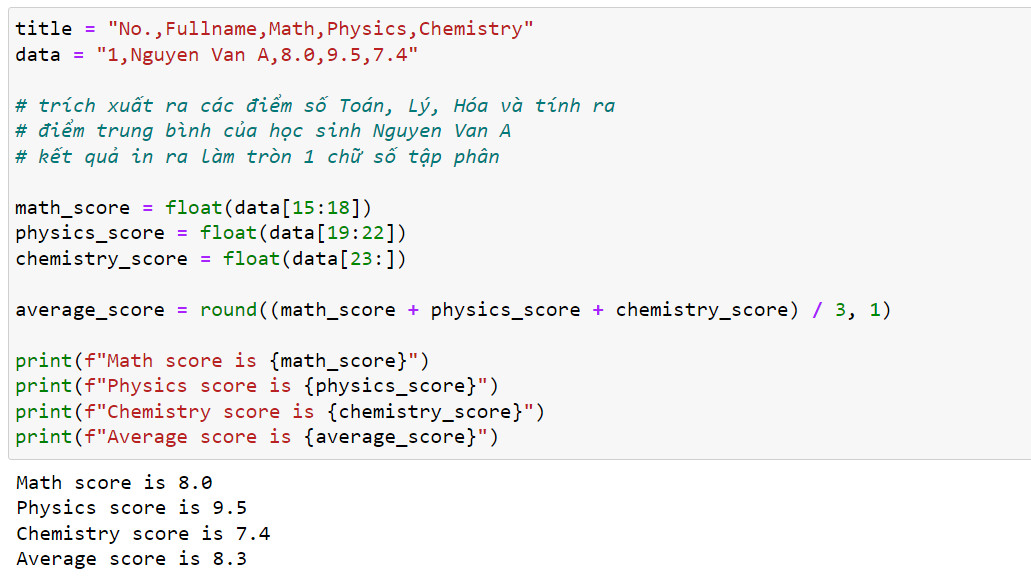 title = "No.,Fullname,Math,Physics,Chemistry"
data = "1,Nguyen Van A,8.0,9.5,7.4"
# trích xuất ra các điểm số Toán, Lý, Hóa và tính ra
# điểm trung bình của học sinh Nguyen Van A
# kết quả in ra làm tròn 1 chữ số tập phân
math_score = float(data[15:18])
physics_score = float(data[19:22])
chemistry_score = float(data[23:])
average_score = round((math_score + physics_score + chemistry_score) / 3, 1)
print(f"Math score is {math_score}")
print(f"Physics score is {physics_score}")
print(f"Chemistry score is {chemistry_score}")
print(f"Average score is {average_score}")
Math score is 8.0
Physics score is 9.5
Chemistry score is 7.4
Average score is 8.3